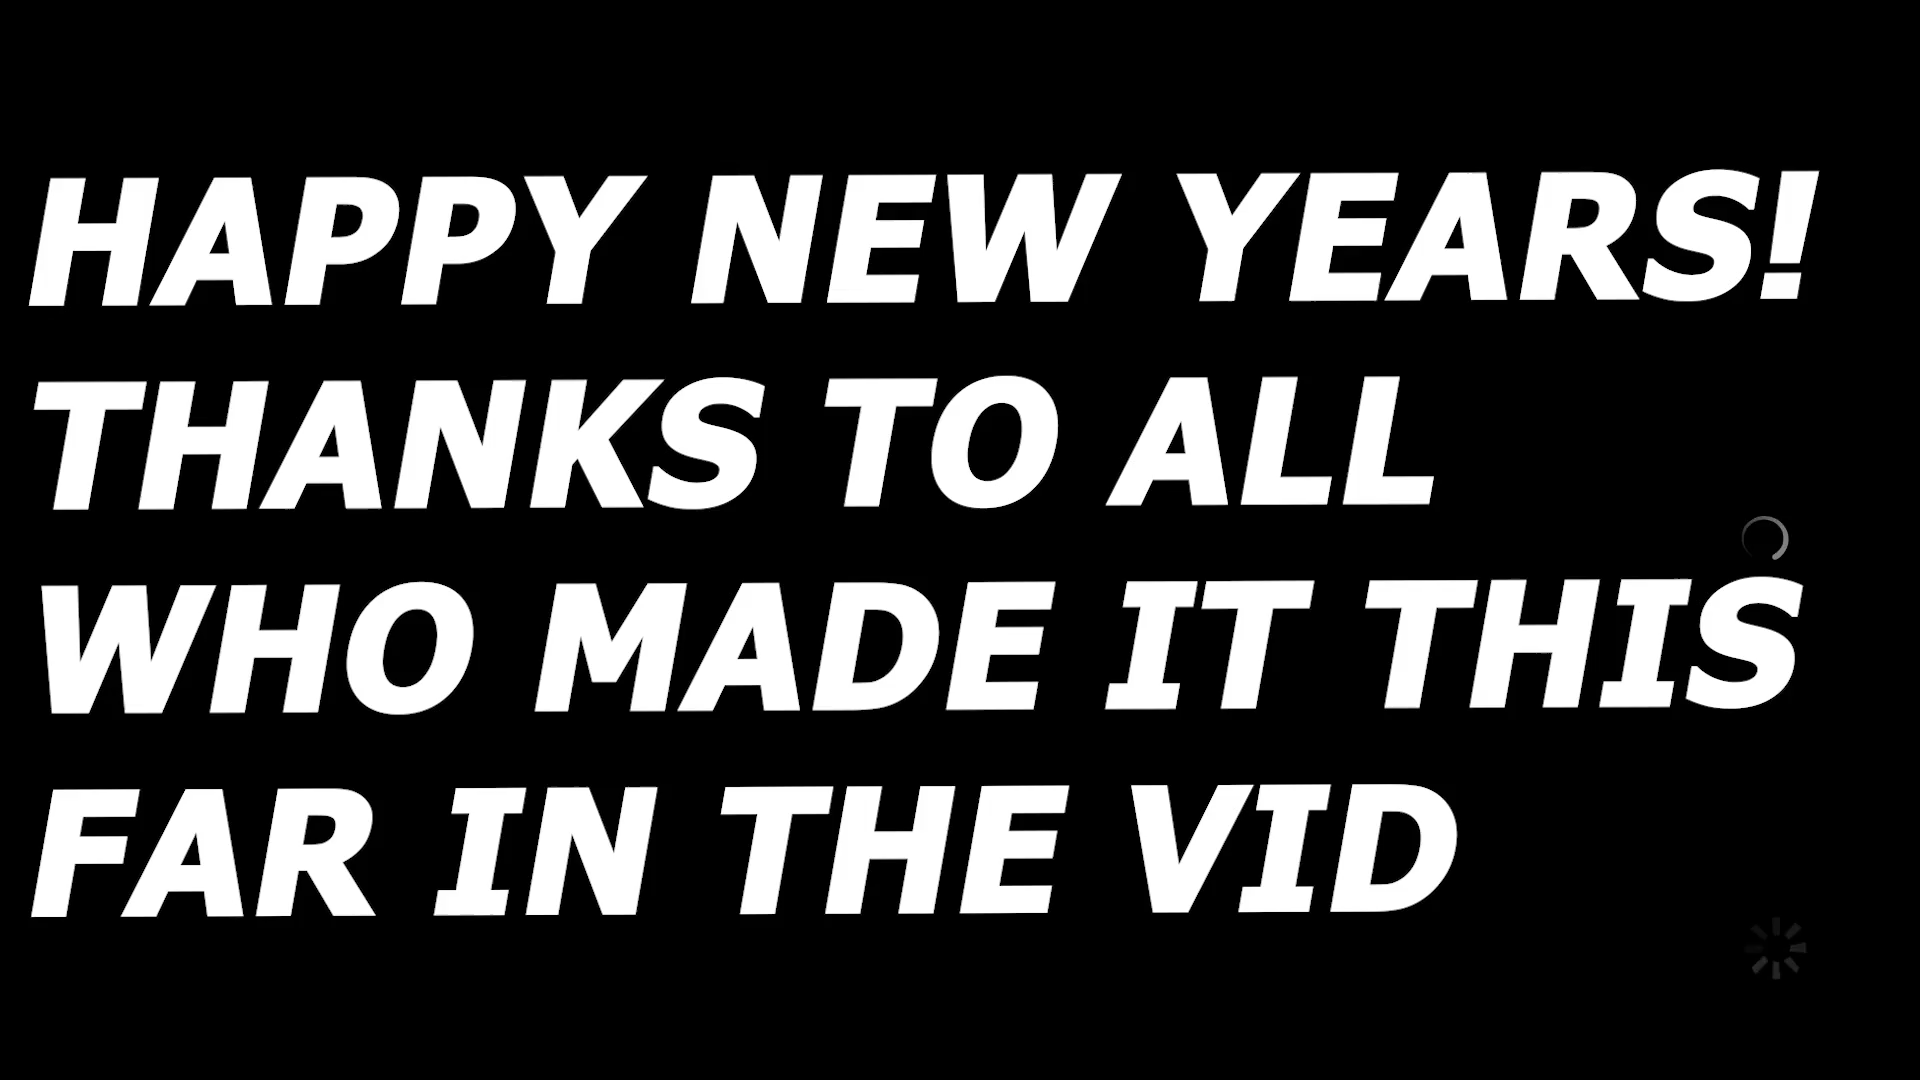 HAPPY NEW YEARS!
THANKS TO ALL
WHO MADE IT THIS
FAR IN THE VID